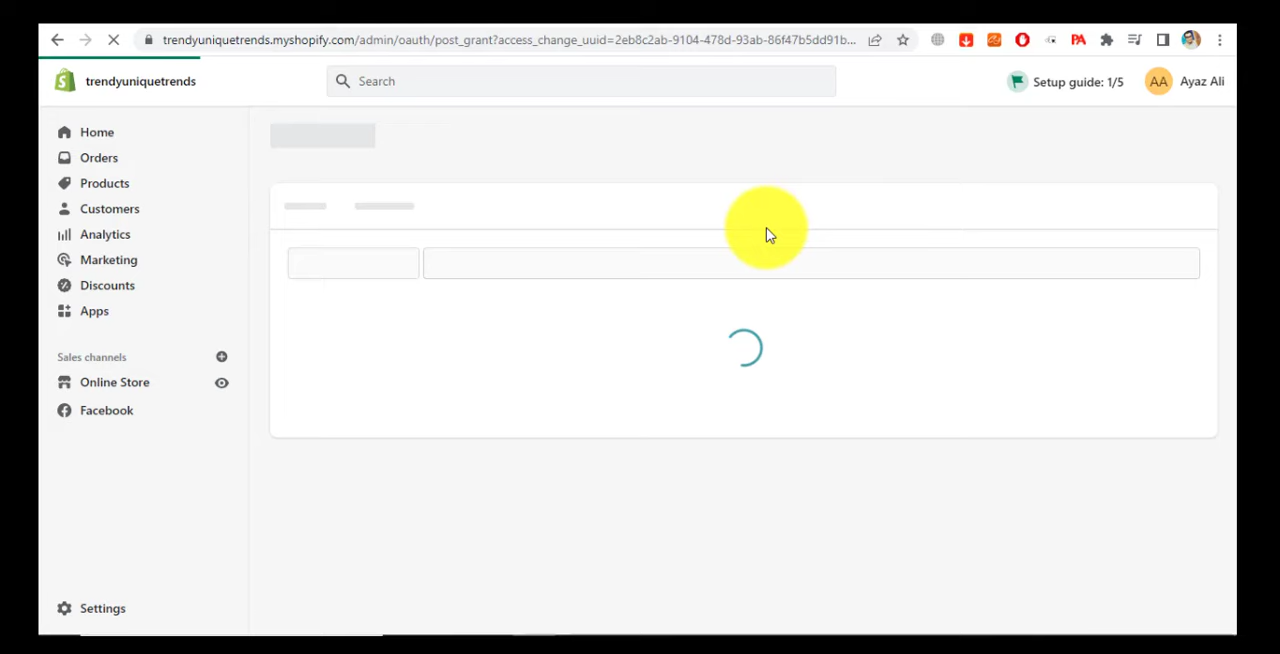 trendyuniquetrends.myshopify.com/admin/oauth/post_grant?access_change_uuid=2eb8c2ab-9104-478d-93ab-86f47b5dd91b...
PA
trendyuniquetrends
Search
Setup guide: 1/5
AA
Ayaz Ali
Home
Orders
Products
Customers
Analytics
Marketing
Discounts
Apps
Sales channels
Online Store
Facebook
Settings